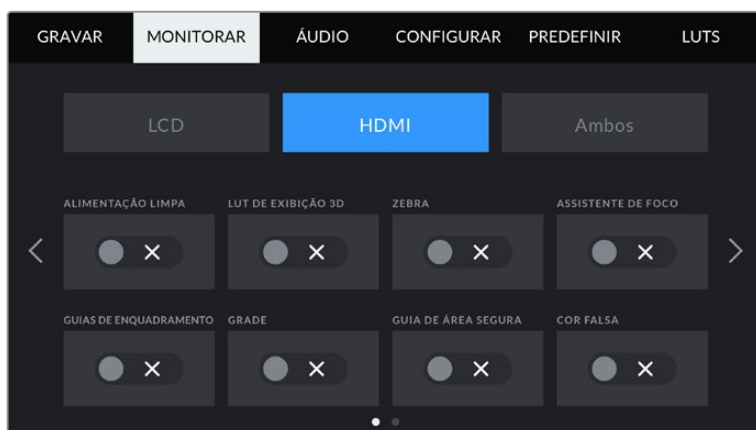 GRAVAR MONITORAR ÁUDIO CONFIGURAR PREDEFINIR LUTS
LCD HDMI Ambos
ALIMENTAÇÃO LIMPA LUT DE EXIBIÇÃO 3D ZEBRA ASSISTENTE DE FOCO
GUIAS DE ENQUADRAMENTO GRADE GUIA DE ÁREA SEGURA COR FALSA